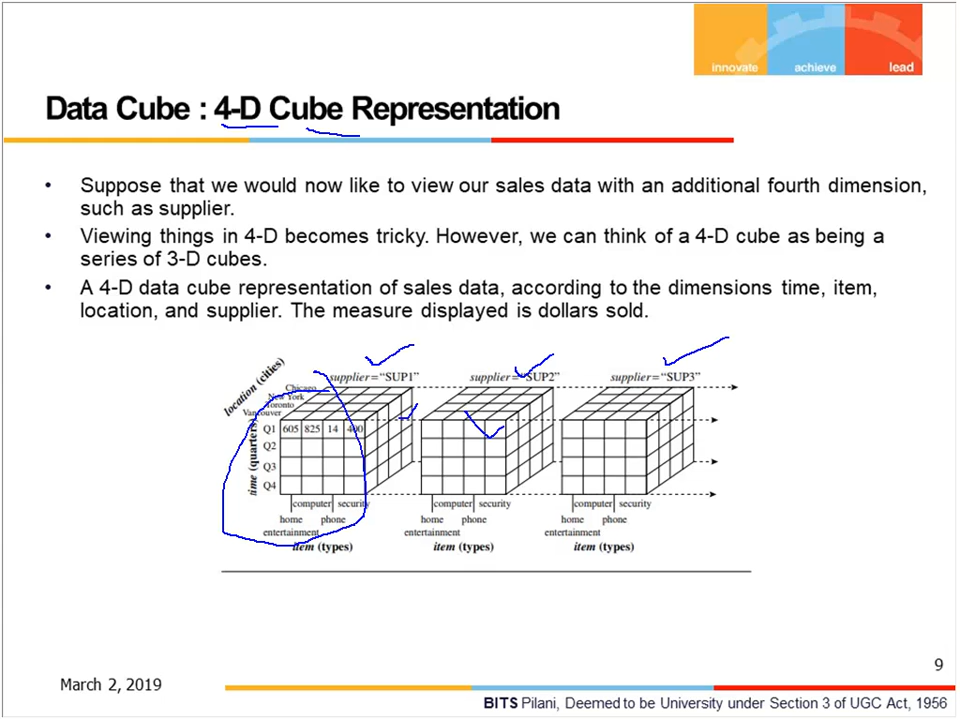 innovate achieve lead
Data Cube : 4-D Cube Representation
• Suppose that we would now like to view our sales data with an additional fourth dimension,
such as supplier.
• Viewing things in 4-D becomes tricky. However, we can think of a 4-D cube as being a
series of 3-D cubes.
• A 4-D data cube representation of sales data, according to the dimensions time, item,
location, and supplier. The measure displayed is dollars sold.
location (cities)
supplier=“SUP1” supplier=“SUP2” supplier=“SUP3”
Chicago
New York
Toronto
Vancouver
time (quarters)
Q1 605 825 14 400
Q2
Q3
Q4
computer security computer security computer security
home phone home phone home phone
entertainment entertainment entertainment
item (types) item (types) item (types)
9
March 2, 2019
BITS Pilani, Deemed to be University under Section 3 of UGC Act, 1956